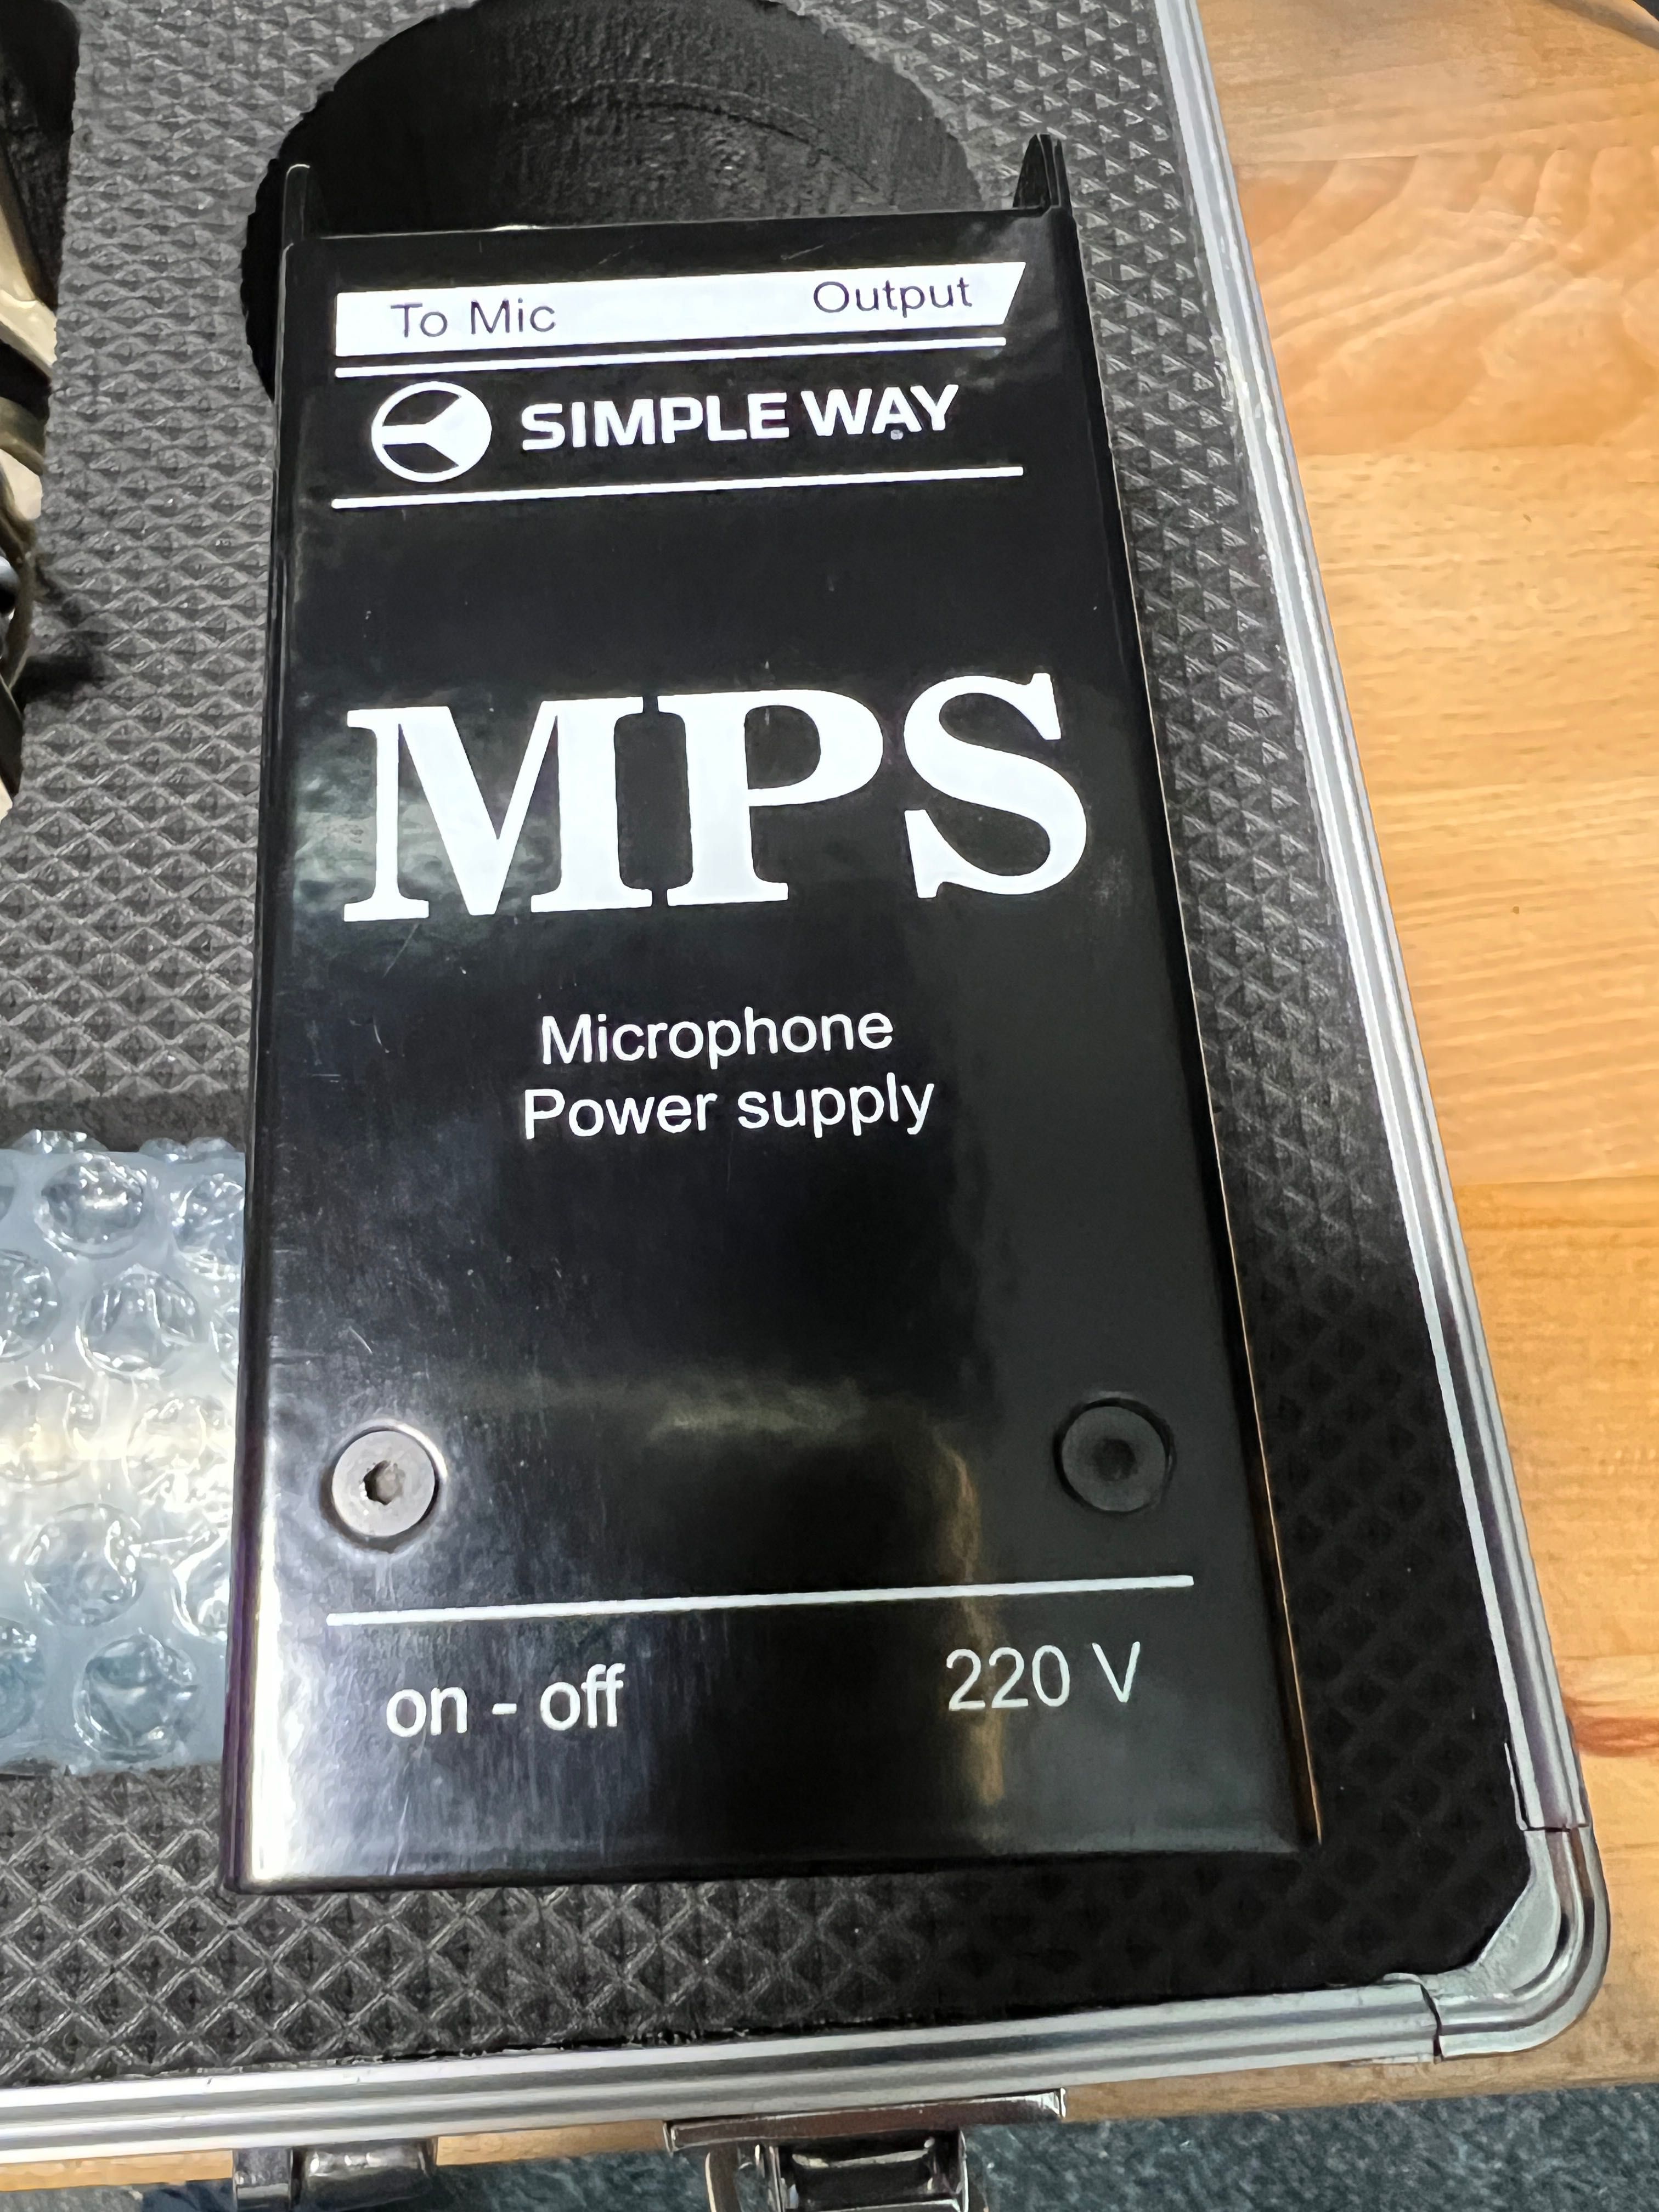 To Mic Output
SIMPLE WAY
MPS
Microphone
Power supply
on - off 220 V